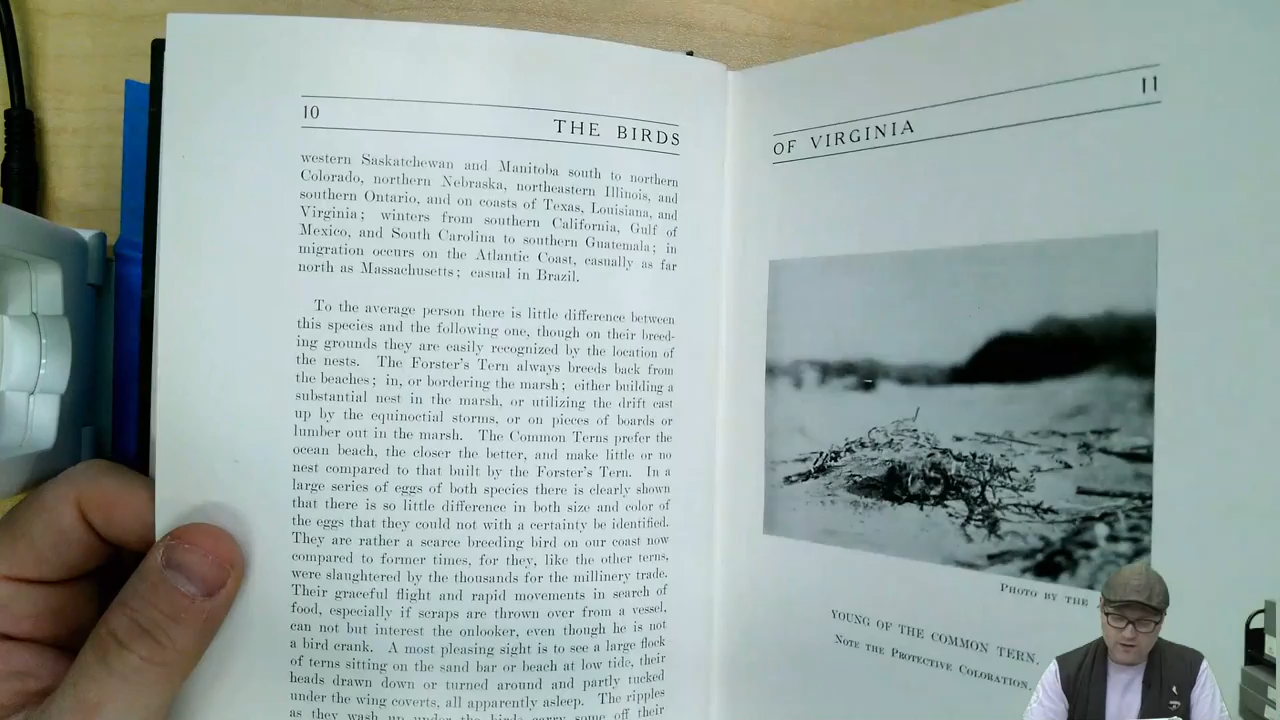 10
THE BIRDS
western Saskatchewan and Manitoba south to northern
Colorado, northern Nebraska, northeastern Illinois, and
southern Ontario, and on coasts of Texas, Louisiana, and
Virginia; winters from southern California, Gulf of
Mexico, and South Carolina to southern Guatemala; in
migration occurs on the Atlantic Coast, casually as far
north as Massachusetts; casual in Brazil.
To the average person there is little difference between
this species and the following one, though on their breed-
ing grounds they are easily recognized by the location of
the nests. The Forster's Tern always breeds back from
the beaches; in, or bordering the marsh; either building a
substantial nest in the marsh, or utilizing the drift cast
up by the equinoctial storms, or on pieces of boards or
lumber out in the marsh. The Common Terns prefer the
ocean beach, the closer the better, and make little or no
nest compared to that built by the Forster's Tern. In a
large series of eggs of both species there is clearly shown
that there is so little difference in both size and color of
the eggs that they could not with a certainty be identified.
They are rather a scarce breeding bird on our coast now
compared to former times, for they, like the other terns,
were slaughtered by the thousands for the millinery trade.
Their graceful flight and rapid movements in search of
food, especially if scraps are thrown over from a vessel,
can not but interest the onlooker, even though he is not
a bird crank. A most pleasing sight is to see a large flock
of terns sitting on the sand bar or beach at low tide, their
heads drawn down or turned around and partly tucked
under the wing coverts, all apparently asleep. The ripples
as they wash up under the birds carry some off their
OF VIRGINIA
11
PHOTO BY THE
YOUNG OF THE COMMON TERN.
NOTE THE PROTECTIVE COLORATION.